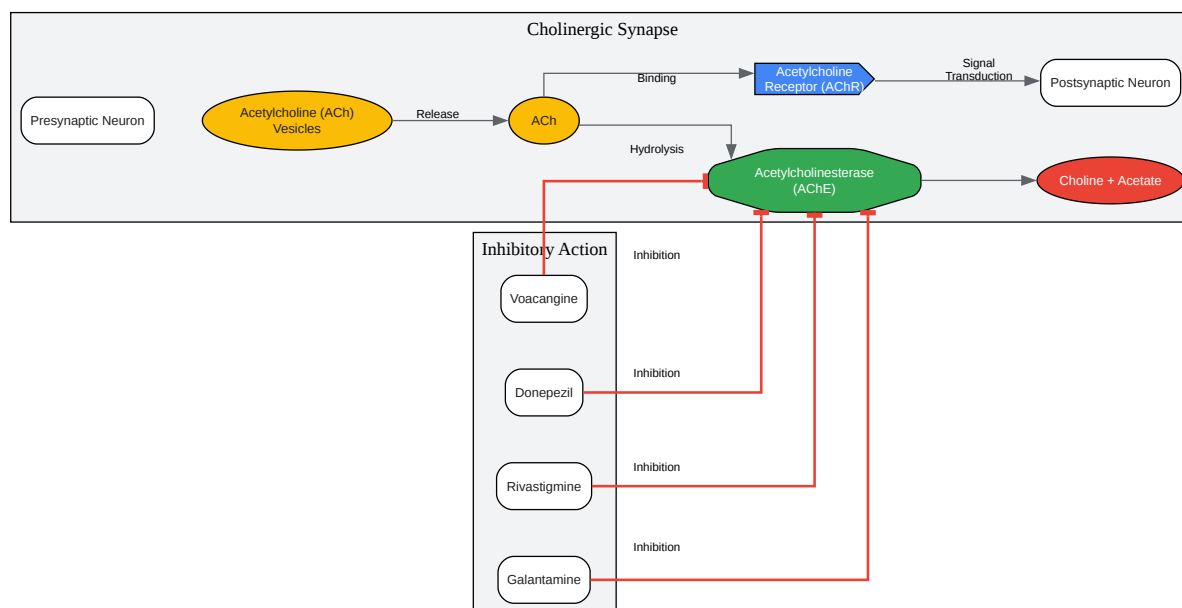 Cholinergic Synapse
Presynaptic Neuron
Acetylcholine (ACh)
Vesicles
Release
ACh
Binding
Hydrolysis
Acetylcholine
Receptor (AChR)
Signal
Transduction
Postsynaptic Neuron
Acetylcholinesterase
(AChE)
Choline + Acetate
Inhibitory Action
Voacangine
Inhibition
Donepezil
Inhibition
Rivastigmine
Inhibition
Galantamine
Inhibition